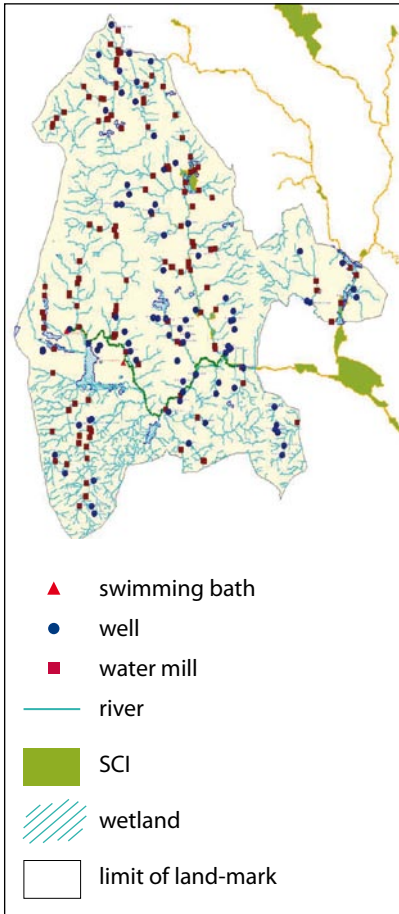 swimming bath
well
water mill
river
SCI
wetland
limit of land-mark